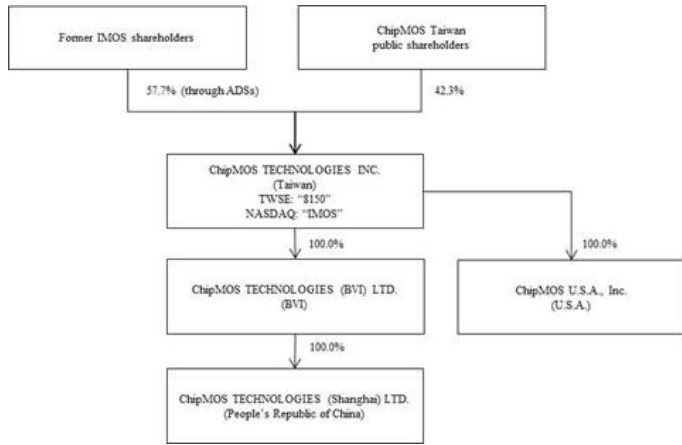 Former IMOS shareholders
ChipMOS Taiwan
public shareholders
57.7% (through ADSs)
42.3%
ChipMOS TECHNOLOGIES INC.
(Taiwan)
TWSE: “8150”
NASDAQ: “IMOS”
100.0%
100.0%
ChipMOS TECHNOLOGIES (BVI) LTD.
(BVI)
ChipMOS U.S.A., Inc.
(U.S.A.)
100.0%
ChipMOS TECHNOLOGIES (Shanghai) LTD.
(People’s Republic of China)